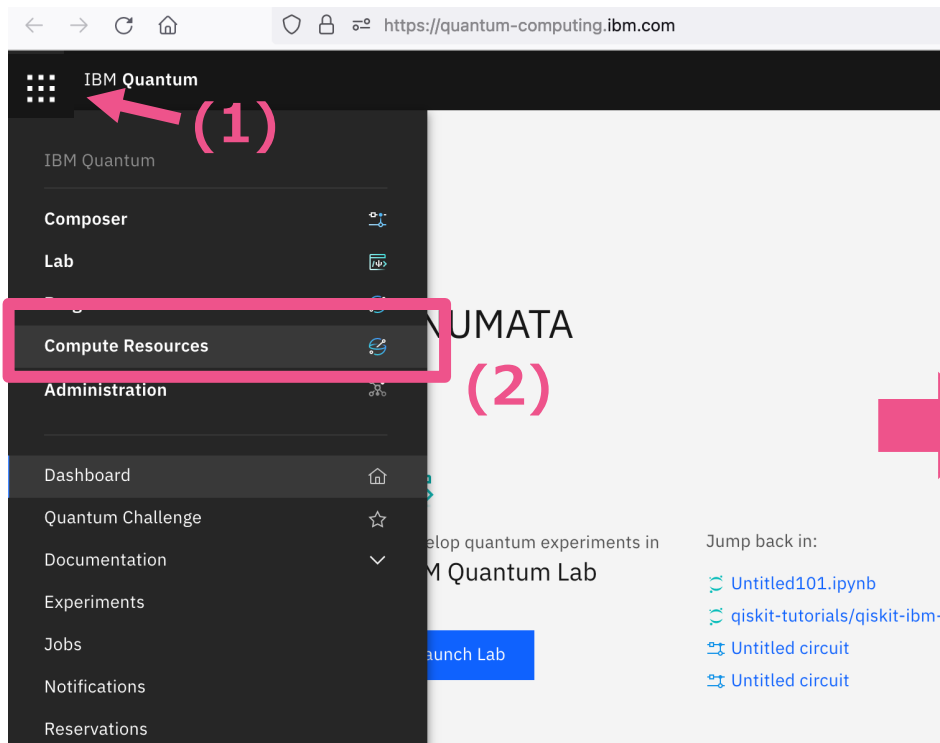 https://quantum-computing.ibm.com
IBM Quantum
(1)
IBM Quantum
Composer
Lab
Compute Resources
Administration
Dashboard
Quantum Challenge
Documentation
Experiments
Jobs
Notifications
Reservations
NUMATA
(2)
elop quantum experiments in
M Quantum Lab
aunch Lab
Jump back in:
Untitled101.ipynb
qiskit-tutorials/qiskit-ibm-
Untitled circuit
Untitled circuit